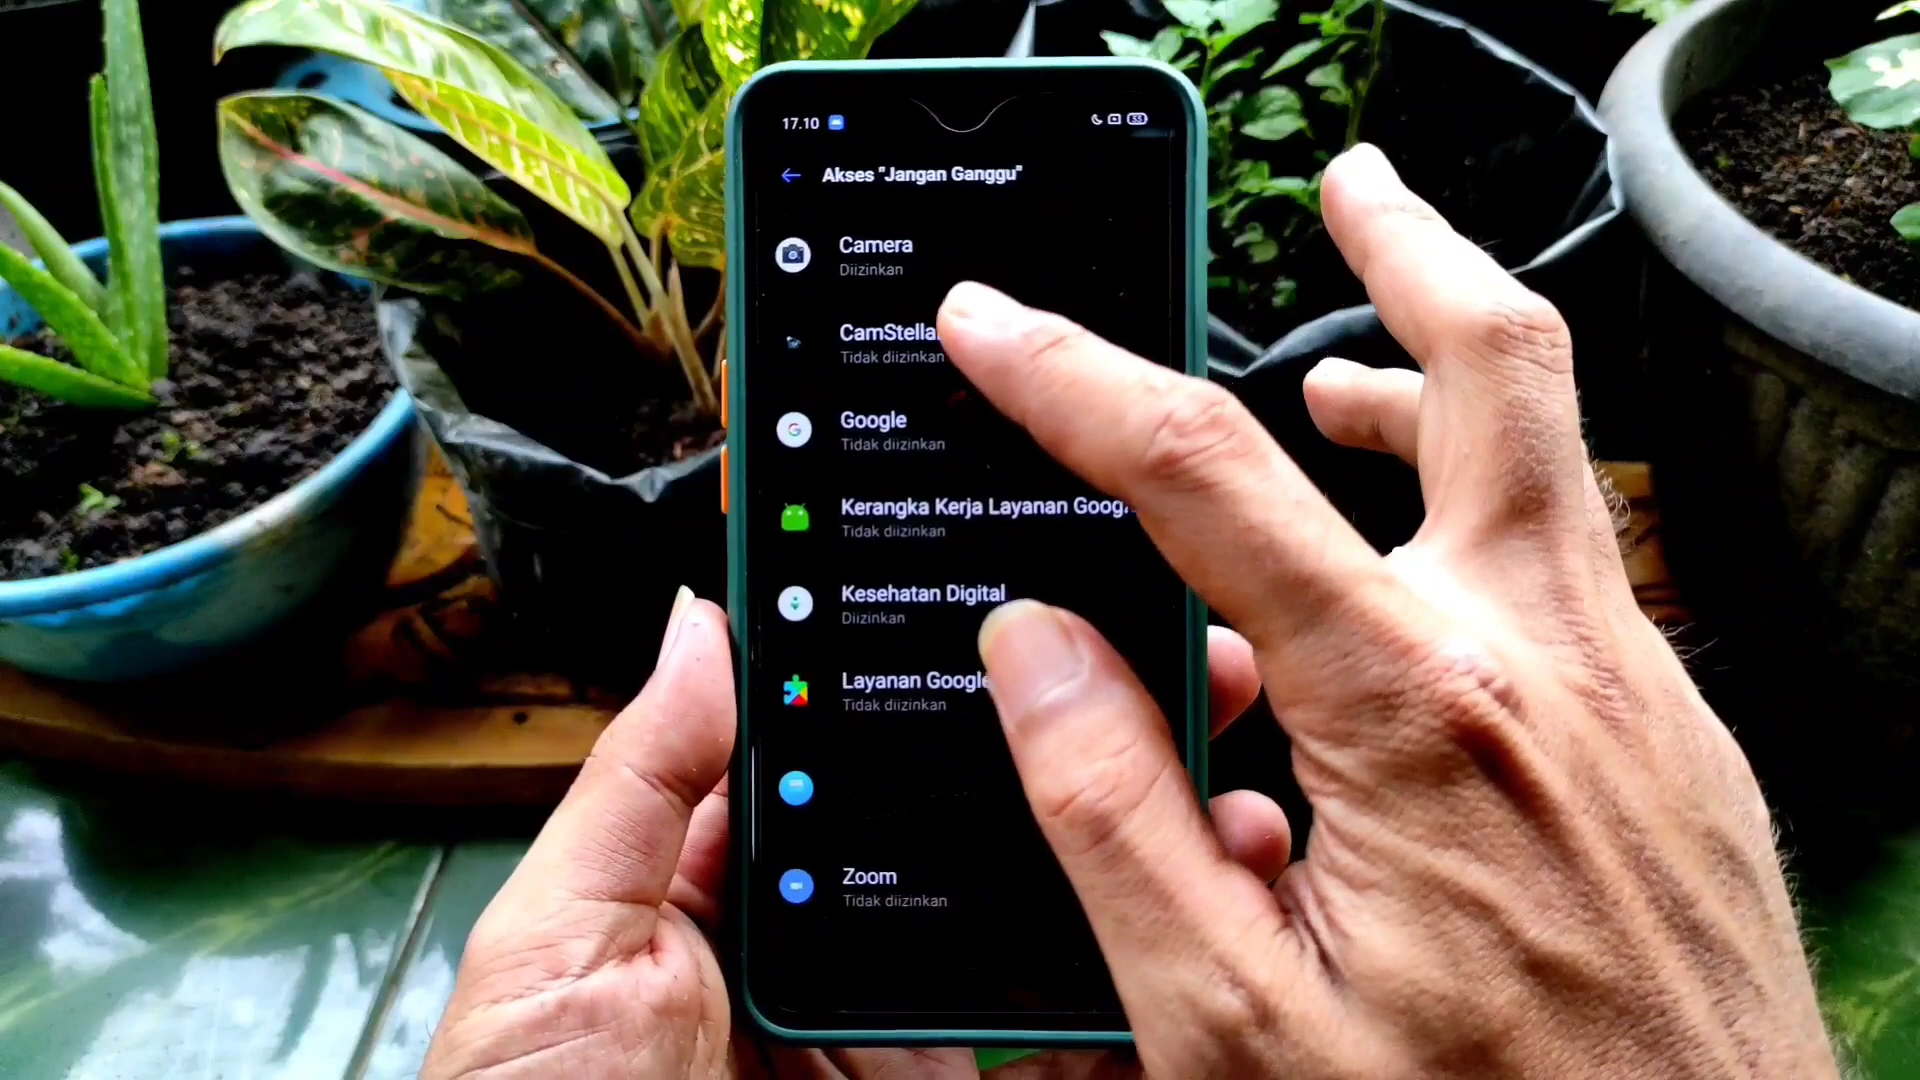 17.10
53
Akses "Jangan Ganggu"
Camera
Diizinkan
CamStella
Tidak diizinkan
Google
Tidak diizinkan
Kerangka Kerja Layanan Goog
Tidak diizinkan
Kesehatan Digital
Diizinkan
Layanan Google
Tidak diizinkan
Zoom
Tidak diizinkan